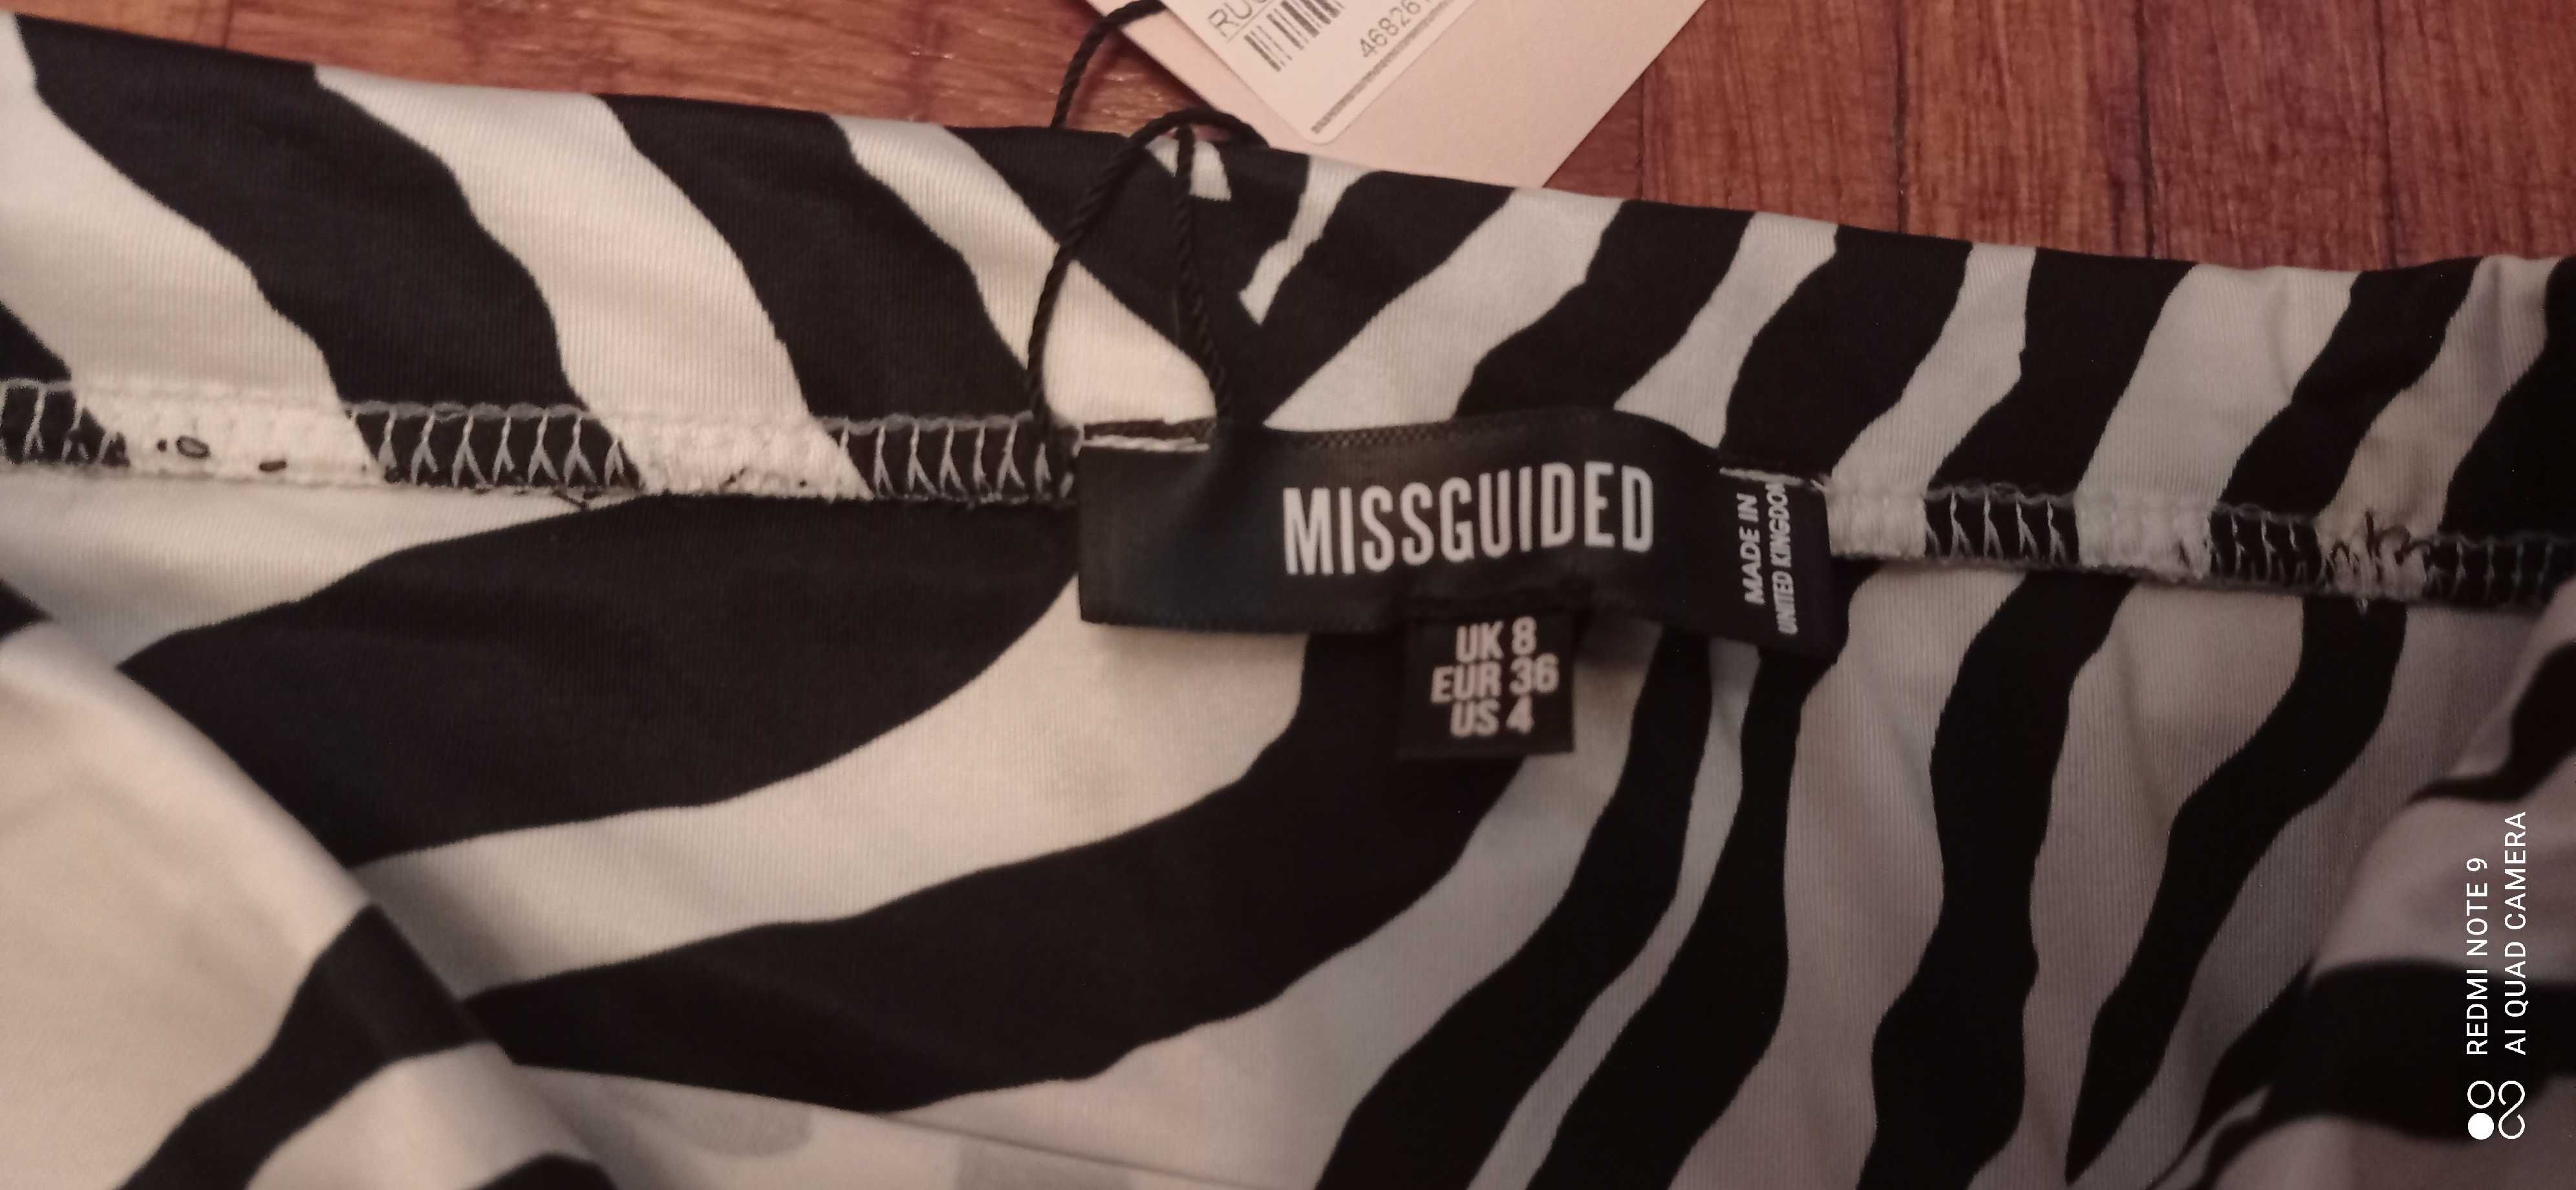 MISSGUIDED
MADE IN
UNITED KINGDOM
UK 8
EUR 36
US 4
REDMI NOTE 9
AI QUAD CAMERA